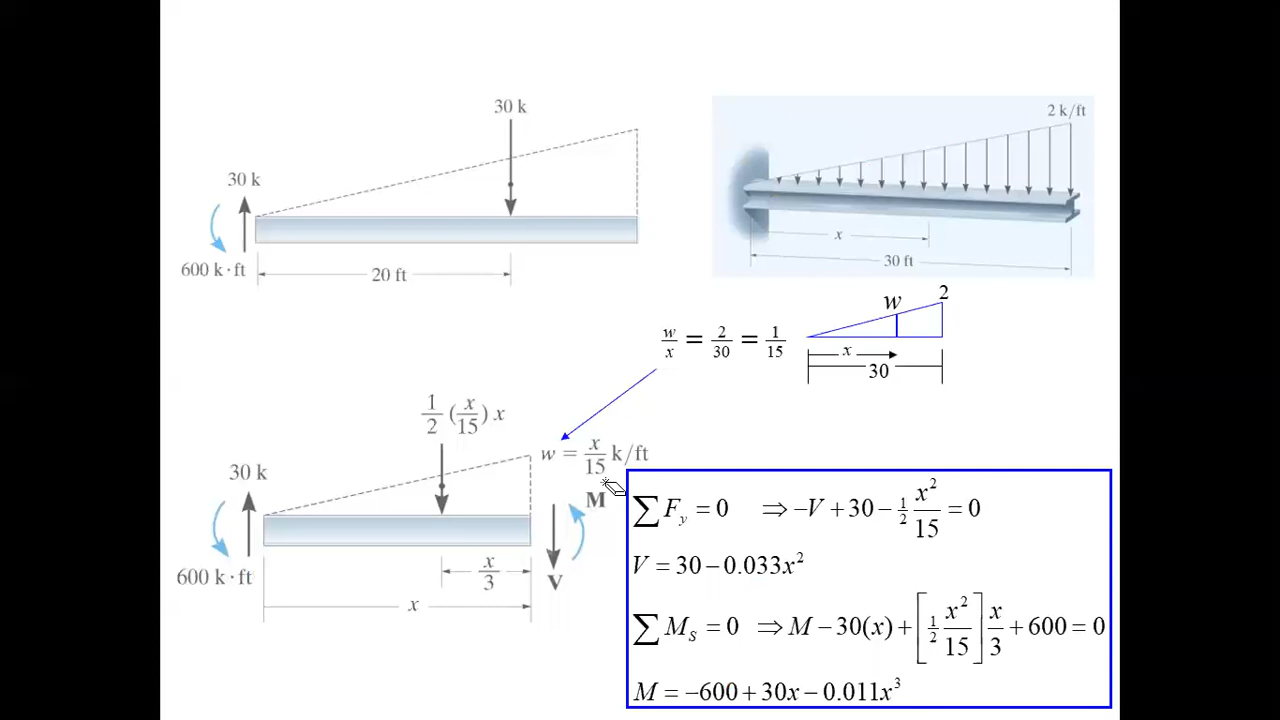 30 k
2 k/ft
30 k
600 k·ft
20 ft
x
30 ft
w/x = 2/30 = 1/15
w
2
x
30
1/2 (x/15) x
w = x/15 k/ft
30 k
M
600 k·ft
x/3
V
x
∑F_y = 0 ⇒ -V + 30 - 1/2 x²/15 = 0
V = 30 - 0.033x²
∑M_S = 0 ⇒ M - 30(x) + [1/2 x²/15] x/3 + 600 = 0
M = -600 + 30x - 0.011x³